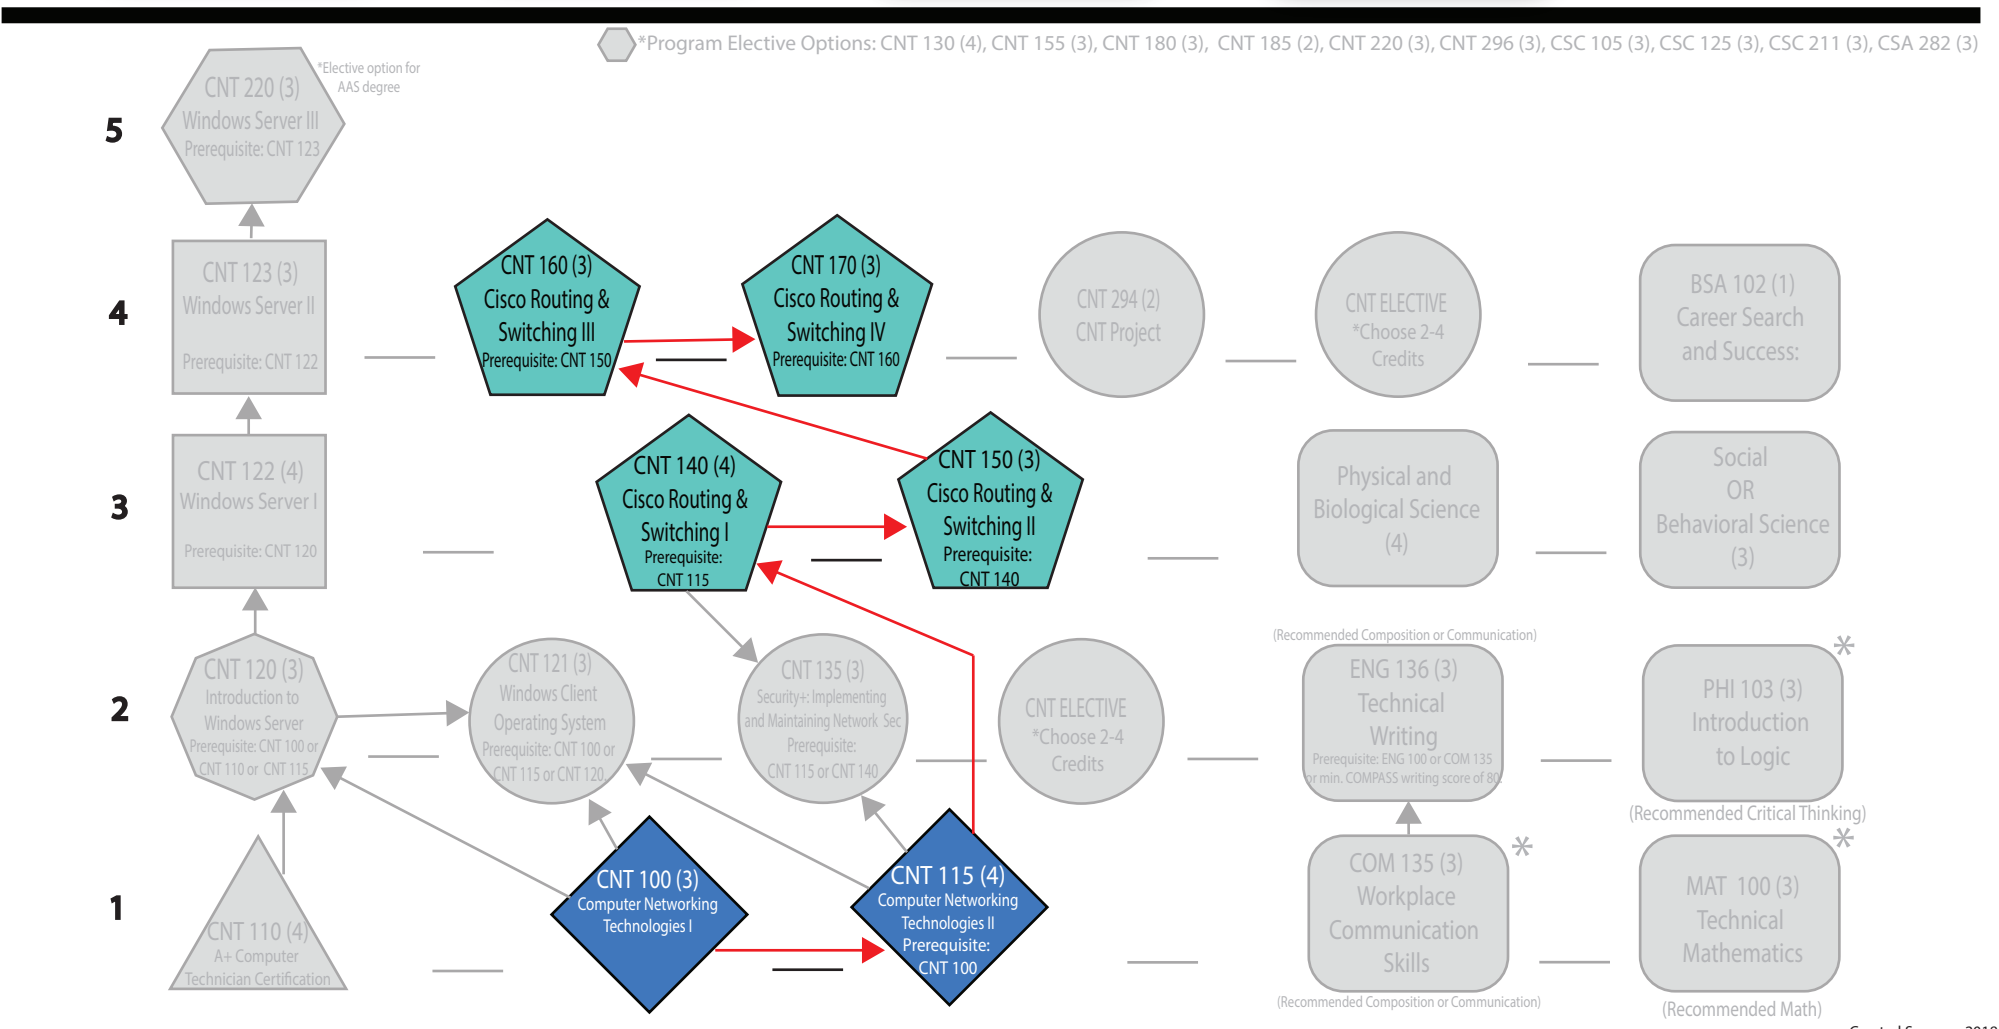 *Program Elective Options: CNT 130 (4), CNT 155 (3), CNT 180 (3), CNT 185 (2), CNT 220 (3), CNT 296 (3), CSC 105 (3), CSC 125 (3), CSC 211 (3), CSA 282 (3)
5
CNT 220 (3)
Windows Server III
Prerequisite: CNT 123
*Elective option for
AAS degree
4
CNT 123 (3)
Windows Server II
Prerequisite: CNT 122
CNT 160 (3)
Cisco Routing &
Switching III
Prerequisite: CNT 150
CNT 170 (3)
Cisco Routing &
Switching IV
Prerequisite: CNT 160
CNT 294 (2)
CNT Project
CNT ELECTIVE
*Choose 2-4
Credits
BSA 102 (1)
Career Search
and Success:
3
CNT 122 (4)
Windows Server I
Prerequisite: CNT 120
CNT 140 (4)
Cisco Routing &
Switching I
Prerequisite:
CNT 115
CNT 150 (3)
Cisco Routing &
Switching II
Prerequisite:
CNT 140
Physical and
Biological Science
(4)
Social
OR
Behavioral Science
(3)
2
CNT 120 (3)
Introduction to
Windows Server
Prerequisite: CNT 100 or
CNT 110 or CNT 115
CNT 121 (3)
Windows Client
Operating System
Prerequisite: CNT 100 or
CNT 115 or CNT 120.
CNT 135 (3)
Security+: Implementing
and Maintaining Network Sec
Prerequisite:
CNT 115 or CNT 140
CNT ELECTIVE
*Choose 2-4
Credits
(Recommended Composition or Communication)
ENG 136 (3)
Technical
Writing
Prerequisite: ENG 100 or COM 135
or min. COMPASS writing score of 80.
*
PHI 103 (3)
Introduction
to Logic
(Recommended Critical Thinking)
1
CNT 110 (4)
A+ Computer
Technician Certification
CNT 100 (3)
Computer Networking
Technologies I
CNT 115 (4)
Computer Networking
Technologies II
Prerequisite:
CNT 100
*
COM 135 (3)
Workplace
Communication
Skills
(Recommended Composition or Communication)
*
MAT 100 (3)
Technical
Mathematics
(Recommended Math)